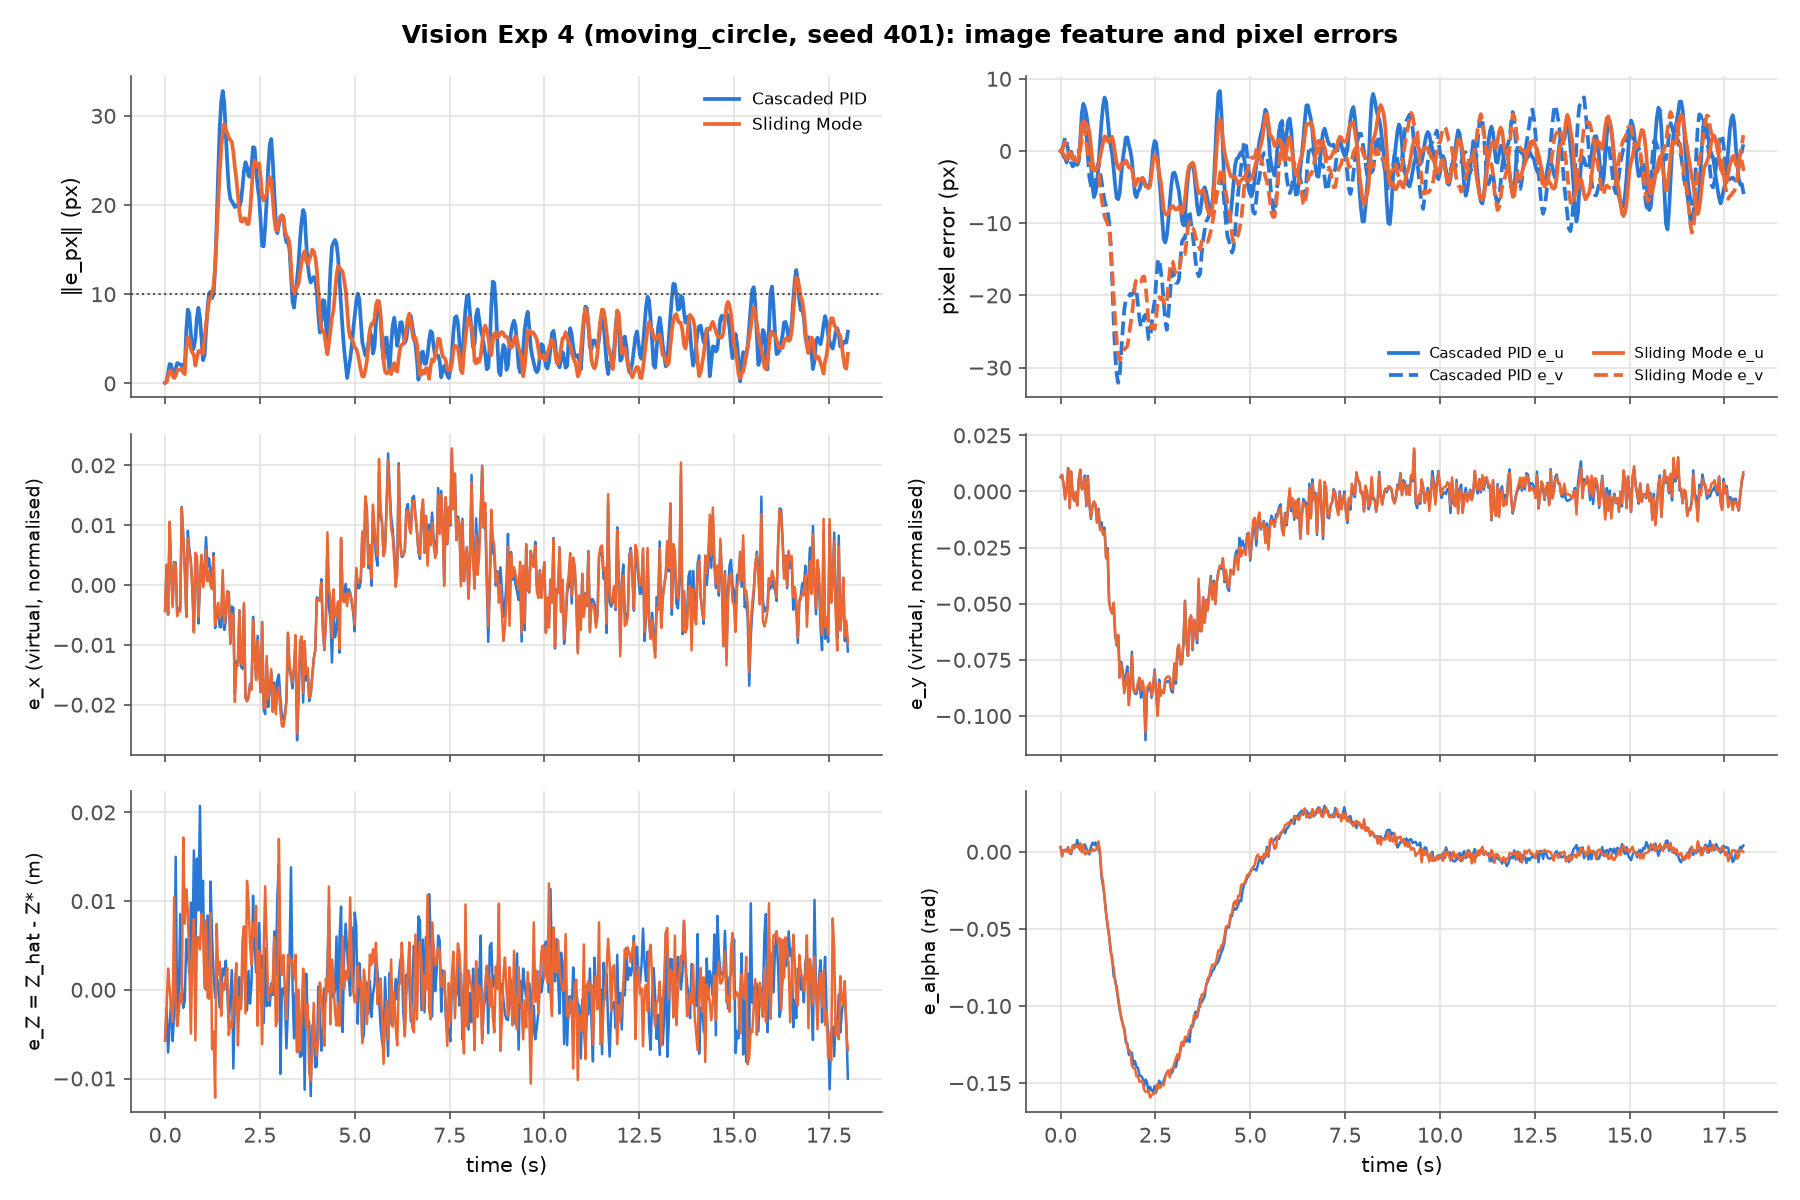 Vision Exp 4 (moving_circle, seed 401): image feature and pixel errors
‖e_px‖ (px)
30
20
10
0
Cascaded PID
Sliding Mode
pixel error (px)
10
0
−10
−20
−30
Cascaded PID e_u
Cascaded PID e_v
Sliding Mode e_u
Sliding Mode e_v
e_x (virtual, normalised)
0.02
0.01
0.00
−0.01
−0.02
e_y (virtual, normalised)
0.025
0.000
−0.025
−0.050
−0.075
−0.100
e_Z = Z_hat - Z* (m)
0.02
0.01
0.00
−0.01
0.0 2.5 5.0 7.5 10.0 12.5 15.0 17.5
time (s)
e_alpha (rad)
0.00
−0.05
−0.10
−0.15
0.0 2.5 5.0 7.5 10.0 12.5 15.0 17.5
time (s)